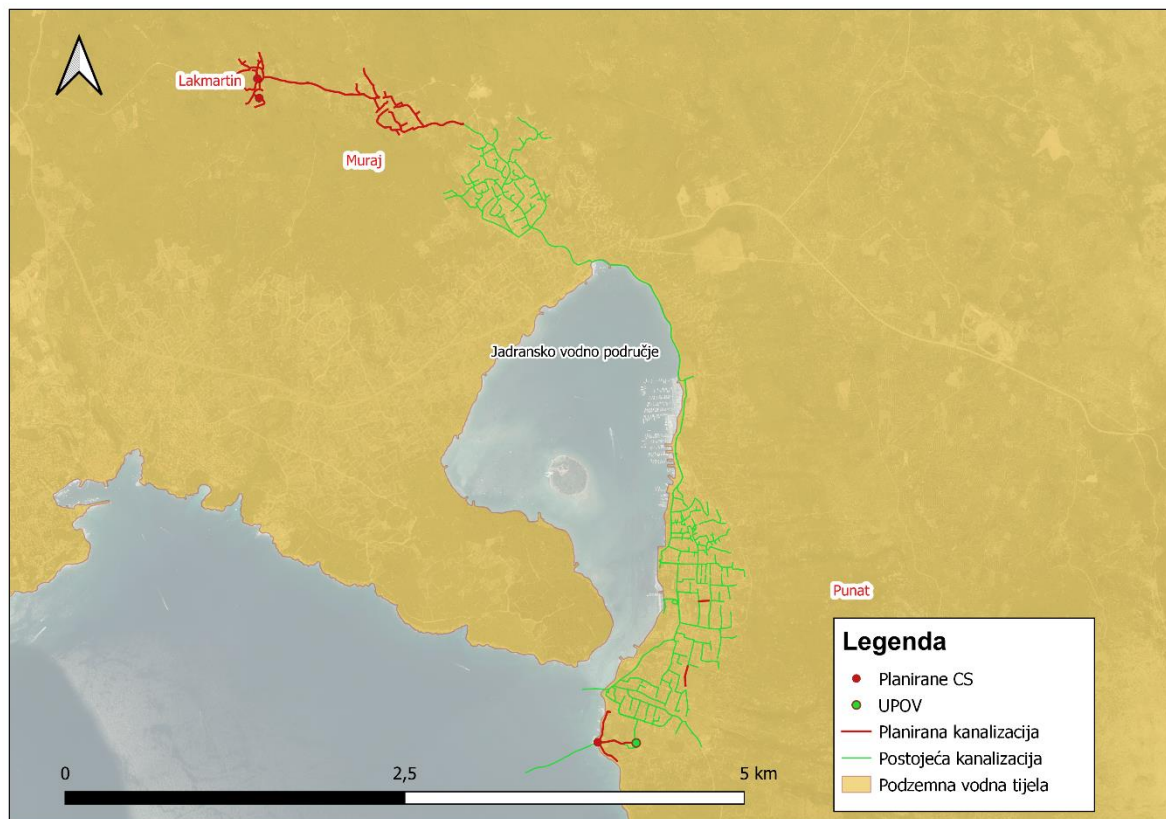 Lakmartin
Muraj
Jadransko vodno područje
Punat
Legenda
Planirane CS
UPOV
Planirana kanalizacija
Postojeća kanalizacija
Podzemna vodna tijela
0 2,5 5 km